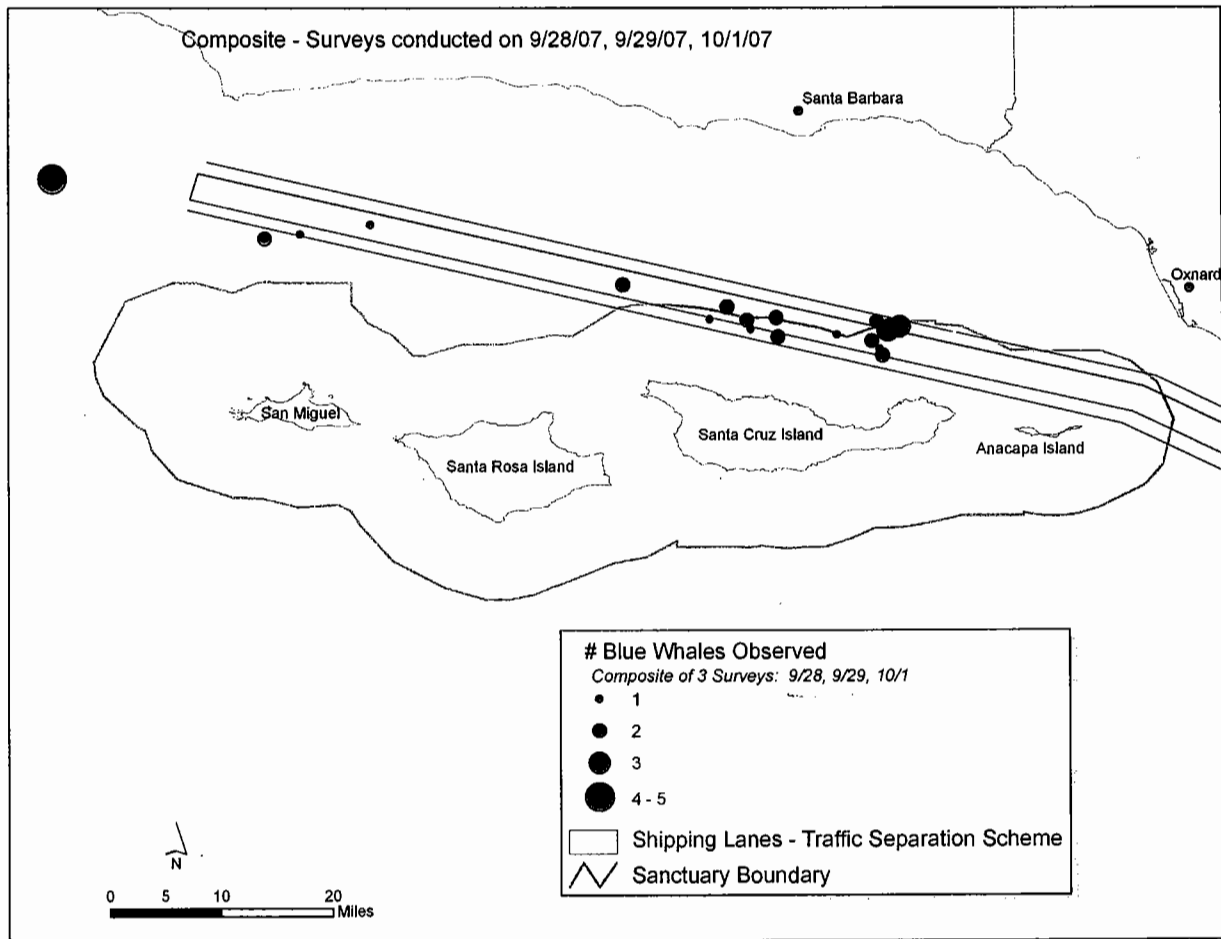 Composite - Surveys conducted on 9/28/07, 9/29/07, 10/1/07
Santa Barbara
Oxnard
San Miguel
Santa Rosa Island
Santa Cruz Island
Anacapa Island
# Blue Whales Observed
Composite of 3 Surveys: 9/28, 9/29, 10/1
1
2
3
4 - 5
Shipping Lanes - Traffic Separation Scheme
Sanctuary Boundary
N
0 5 10 20
Miles